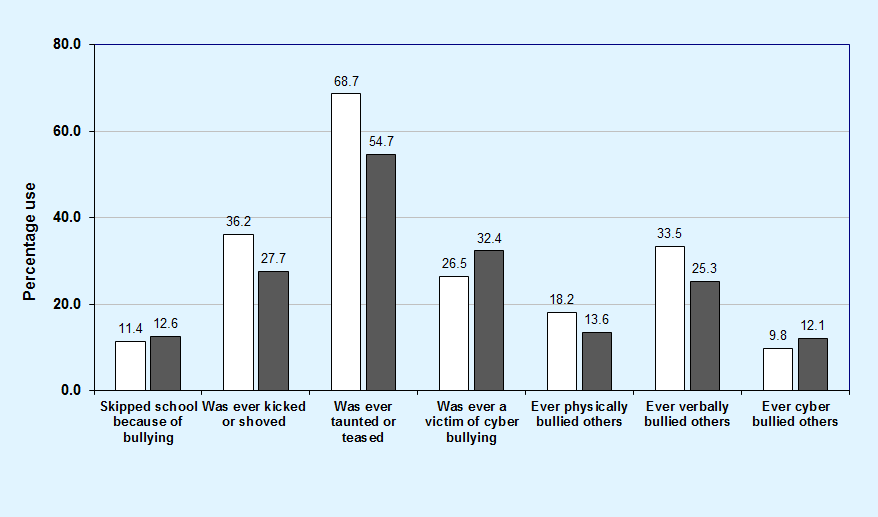 80.0
68.7
60.0
54.7
Percentage use
40.0
36.2
27.7
26.5
32.4
33.5
25.3
20.0
11.4
12.6
18.2
13.6
9.8
12.1
0.0
Skipped school
because of
bullying
Was ever kicked
or shoved
Was ever
taunted or
teased
Was ever a
victim of cyber
bullying
Ever physically
bullied others
Ever verbally
bullied others
Ever cyber
bullied others